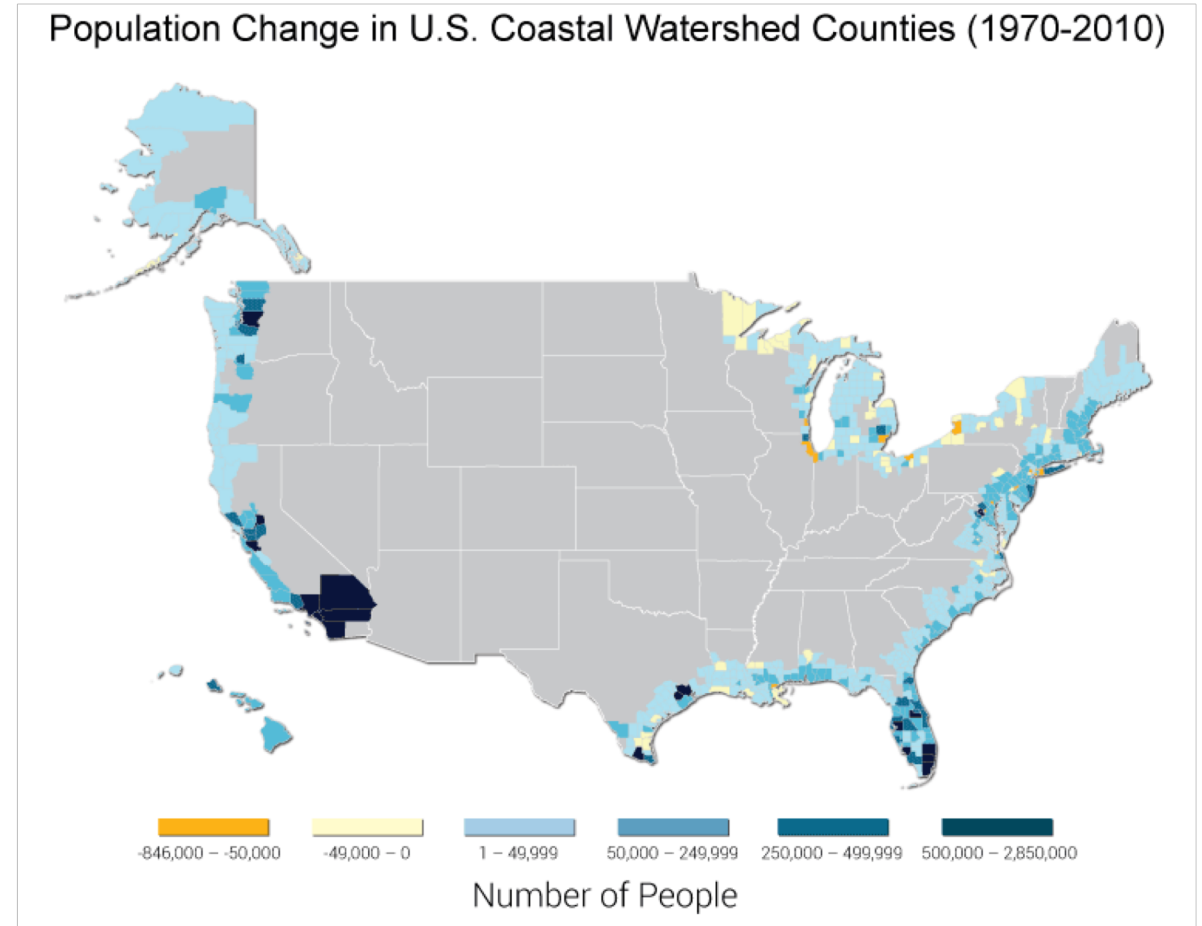 Population Change in U.S. Coastal Watershed Counties (1970-2010)
-846,000 – -50,000 -49,000 – 0 1 – 49,999 50,000 – 249,999 250,000 – 499,999 500,000 – 2,850,000
Number of People